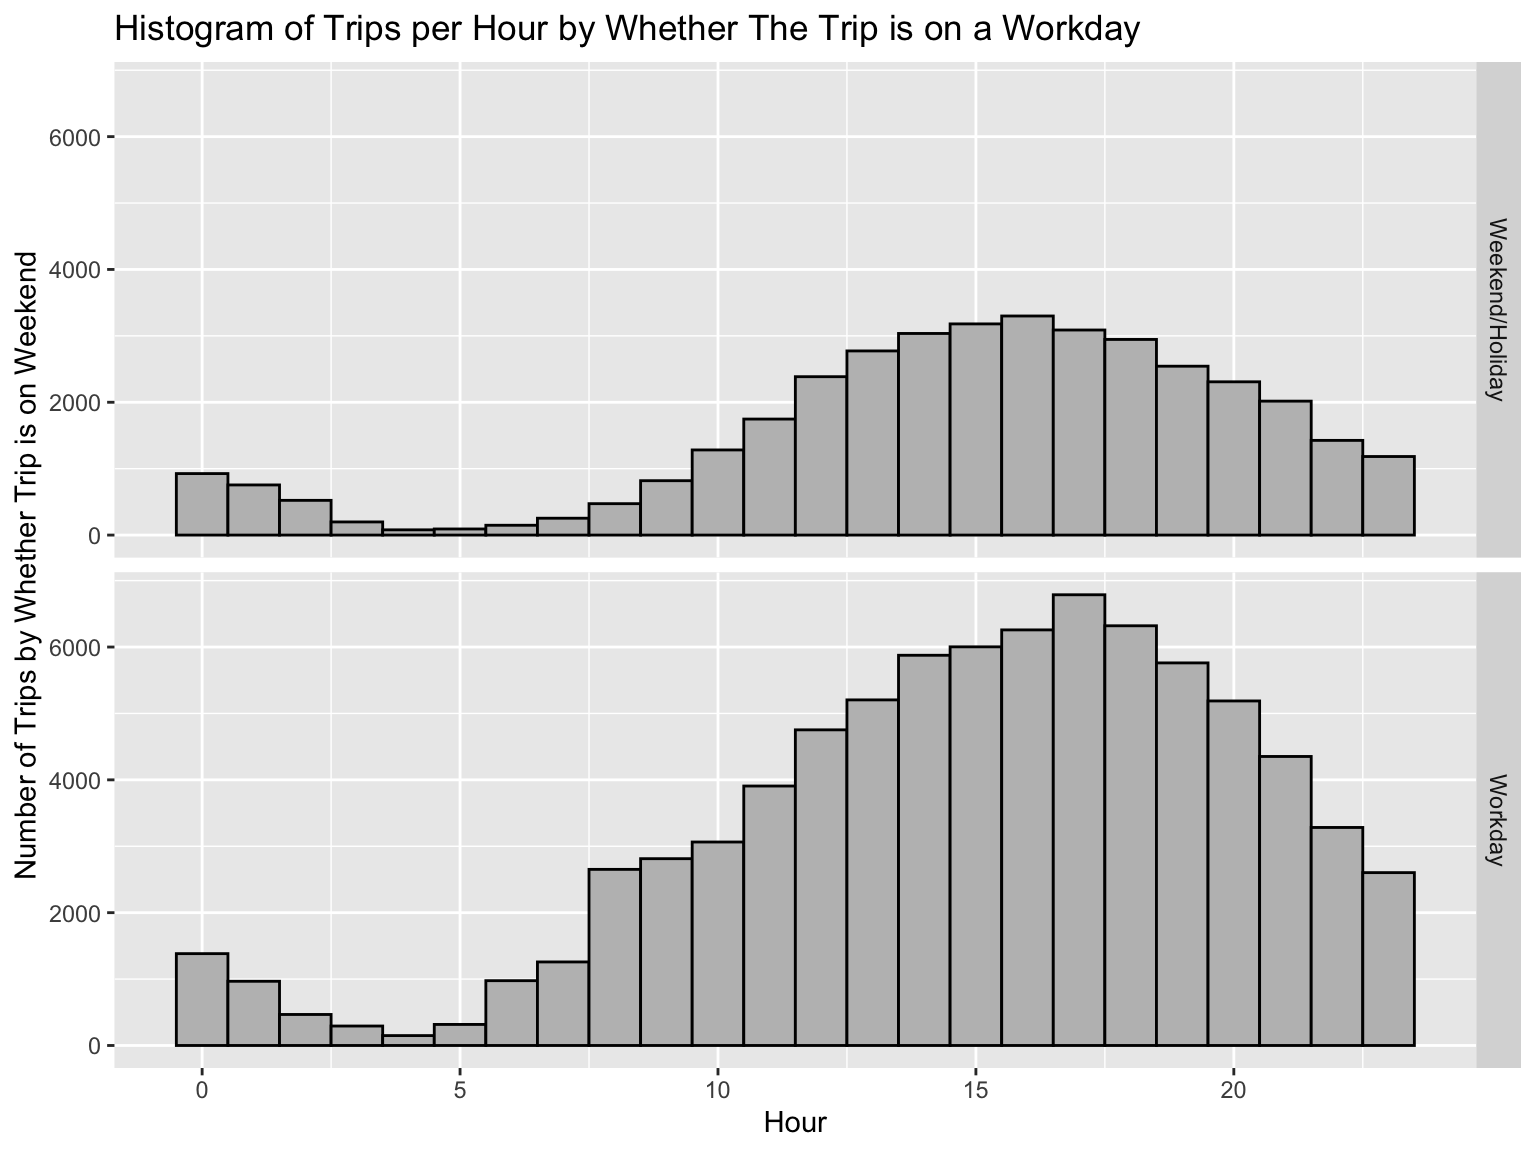 Histogram of Trips per Hour by Whether The Trip is on a Workday
Number of Trips by Whether Trip is on Weekend
6000
4000
2000
0
Weekend/Holiday
6000
4000
2000
0
Workday
0 5 10 15 20
Hour